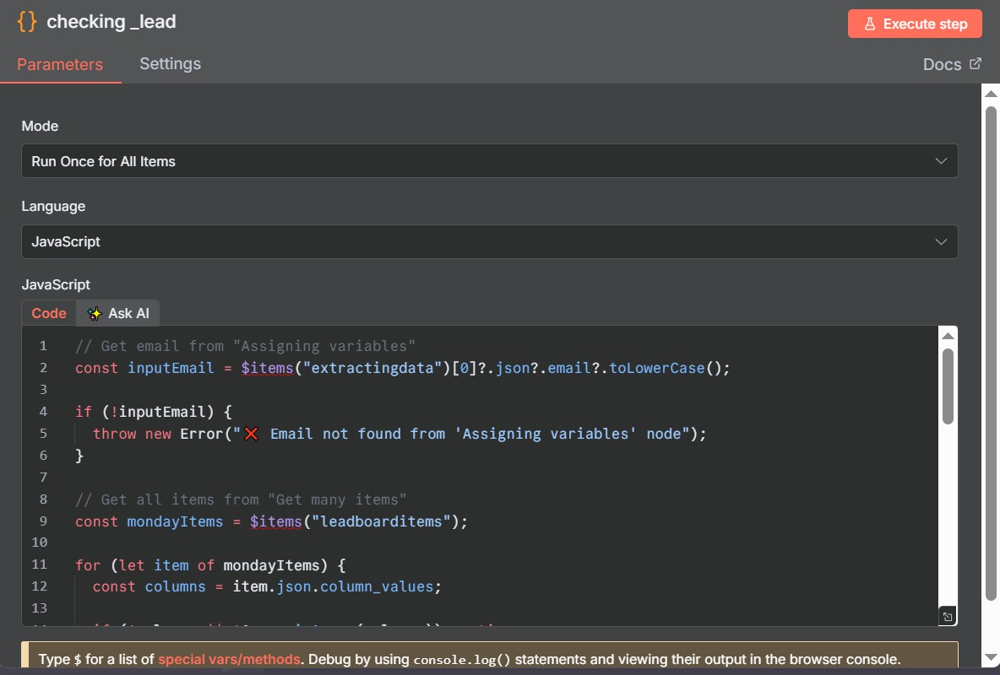 {} checking _lead
Execute step
Parameters Settings Docs
Mode
Run Once for All Items
Language
JavaScript
JavaScript
Code ✨ Ask AI
1 // Get email from "Assigning variables"
2 const inputEmail = $items("extractingdata")[0]?.json?.email?.toLowerCase();
3
4 if (!inputEmail) {
5 throw new Error("❌ Email not found from 'Assigning variables' node");
6 }
7
8 // Get all items from "Get many items"
9 const mondayItems = $items("leadboarditems");
10
11 for (let item of mondayItems) {
12 const columns = item.json.column_values;
13
Type $ for a list of special vars/methods. Debug by using console.log() statements and viewing their output in the browser console.